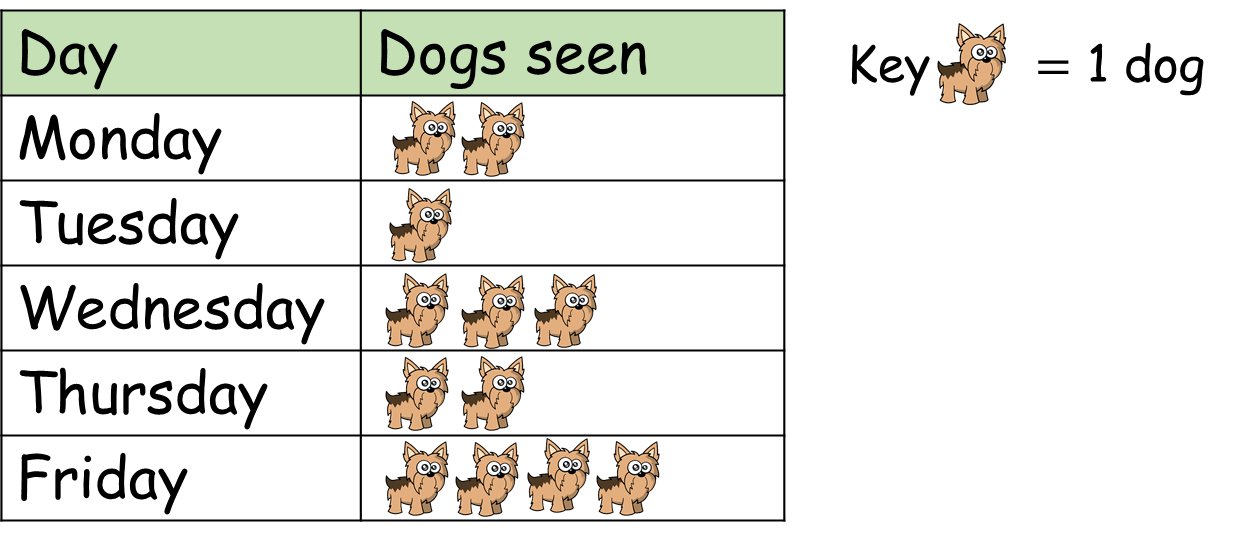 Day Dogs seen
Key = 1 dog
Monday
Tuesday
Wednesday
Thursday
Friday